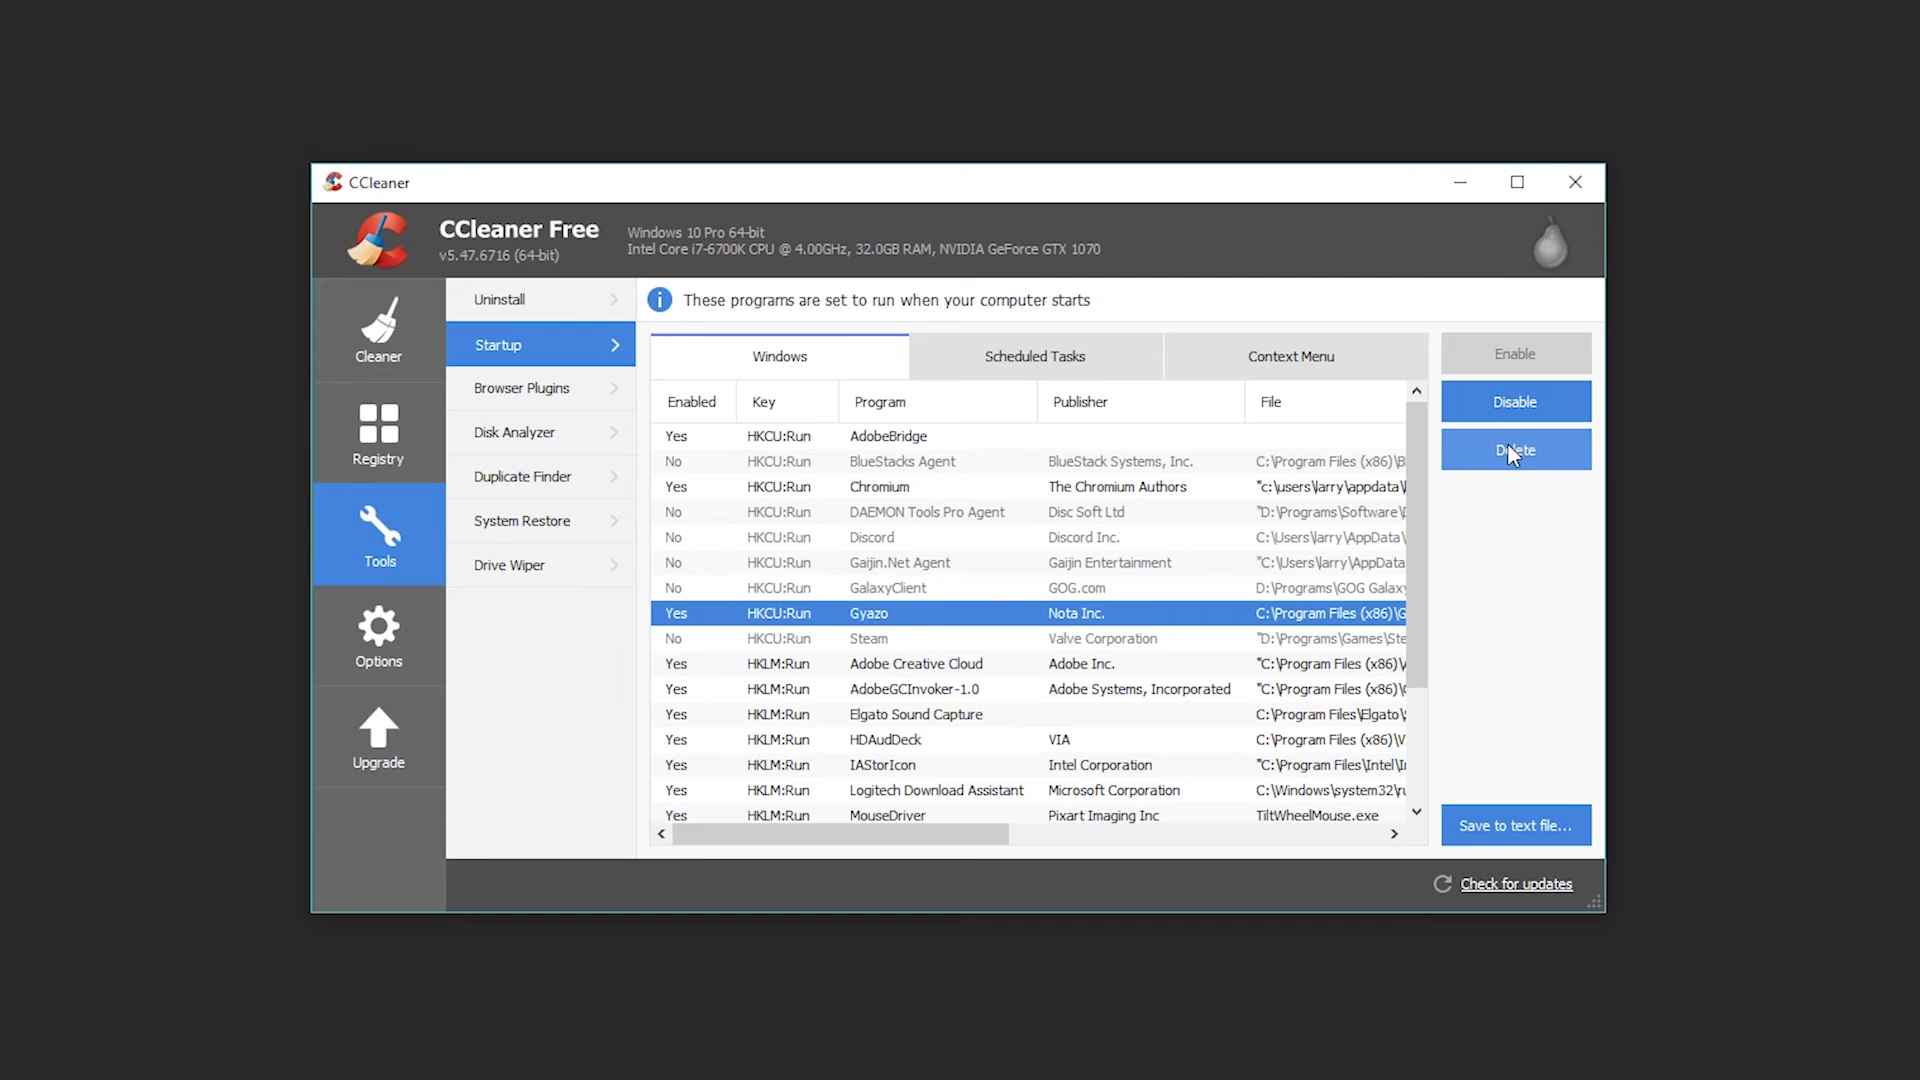 CCleaner
CCleaner Free
v5.47.6716 (64-bit)
Windows 10 Pro 64-bit
Intel Core i7-6700K CPU @ 4.00GHz, 32.0GB RAM, NVIDIA GeForce GTX 1070
Cleaner
Registry
Tools
Options
Upgrade
Uninstall
Startup
Browser Plugins
Disk Analyzer
Duplicate Finder
System Restore
Drive Wiper
These programs are set to run when your computer starts
Windows Scheduled Tasks Context Menu
Enabled Key Program Publisher File
Yes HKCU:Run AdobeBridge
No HKCU:Run BlueStacks Agent BlueStack Systems, Inc. C:\Program Files (x86)\B
Yes HKCU:Run Chromium The Chromium Authors "c:\users\larry\appdata\
No HKCU:Run DAEMON Tools Pro Agent Disc Soft Ltd "D:\Programs\Software\D
No HKCU:Run Discord Discord Inc. C:\Users\larry\AppData\
No HKCU:Run Gaijin.Net Agent Gaijin Entertainment "C:\Users\larry\AppData
No HKCU:Run GalaxyClient GOG.com D:\Programs\GOG Galaxy
Yes HKCU:Run Gyazo Nota Inc. C:\Program Files (x86)\G
No HKCU:Run Steam Valve Corporation "D:\Programs\Games\Ste
Yes HKLM:Run Adobe Creative Cloud Adobe Inc. "C:\Program Files (x86)\
Yes HKLM:Run AdobeGCInvoker-1.0 Adobe Systems, Incorporated "C:\Program Files (x86)\
Yes HKLM:Run Elgato Sound Capture C:\Program Files\Elgato\
Yes HKLM:Run HDAudDeck VIA C:\Program Files (x86)\V
Yes HKLM:Run IAStorIcon Intel Corporation "C:\Program Files\Intel\I
Yes HKLM:Run Logitech Download Assistant Microsoft Corporation C:\Windows\system32\ru
Yes HKLM:Run MouseDriver Pixart Imaging Inc TiltWheelMouse.exe
Enable
Disable
Delete
Save to text file...
Check for updates